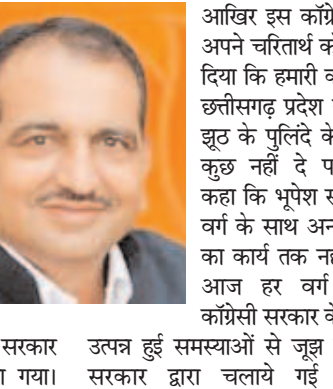 आखिर इस कॉग्रे
अपने चरितार्थ क
दिया कि हमारी
छत्तीसगढ़ प्रदेश
झूठ के पुलिंदे के
कुछ नहीं दे प
कहा कि भूपेश स
वर्ग के साथ अन
का कार्य तक नह
आज हर वर्ग
कॉग्रेसी सरकार के
उत्पन्न हुई समस्याओं से जूझ
सरकार द्वारा चलाये गई
सरकार
गया।